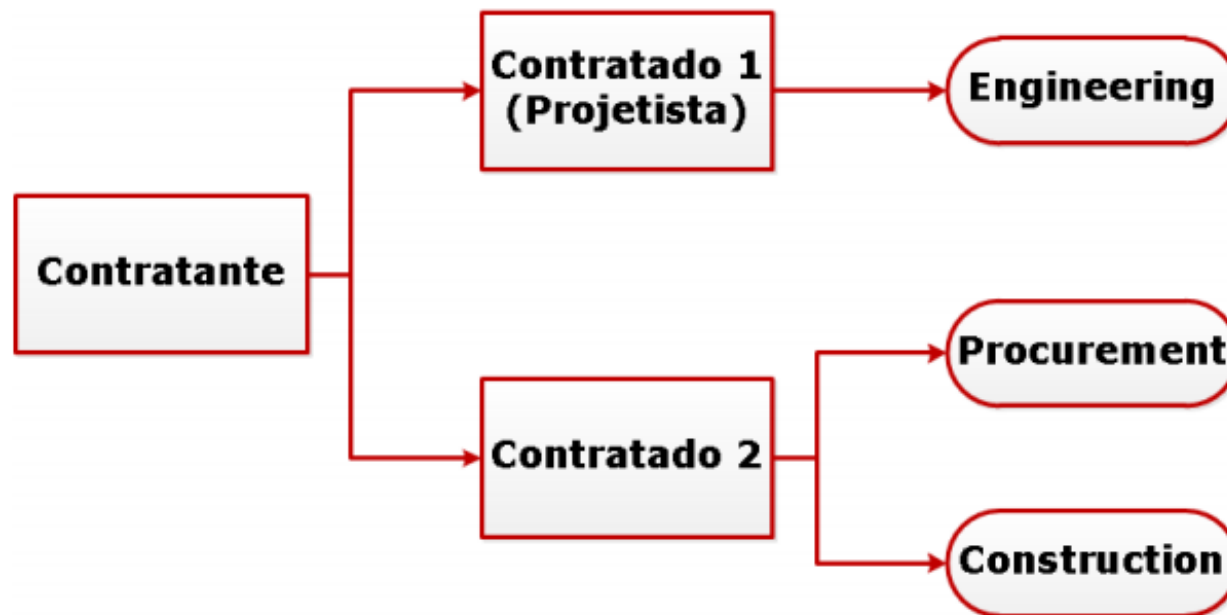 Contratado 1
(Projetista)
Engineering
Contratante
Procurement
Contratado 2
Construction